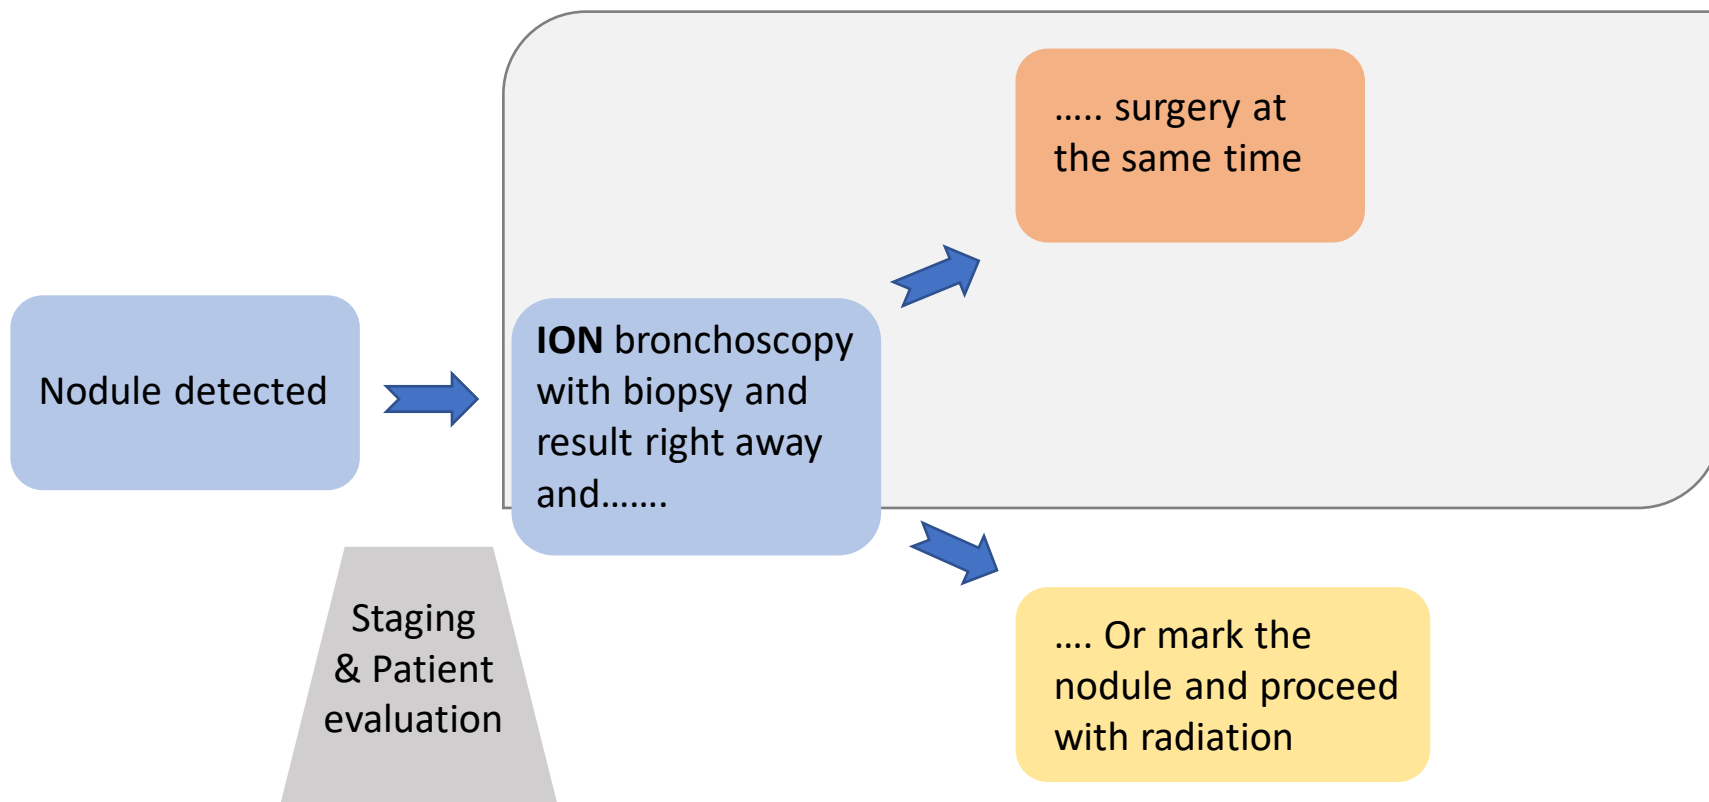 Nodule detected
Staging
& Patient
evaluation
ION bronchoscopy
with biopsy and
result right away
and.......
..... surgery at
the same time
.... Or mark the
nodule and proceed
with radiation